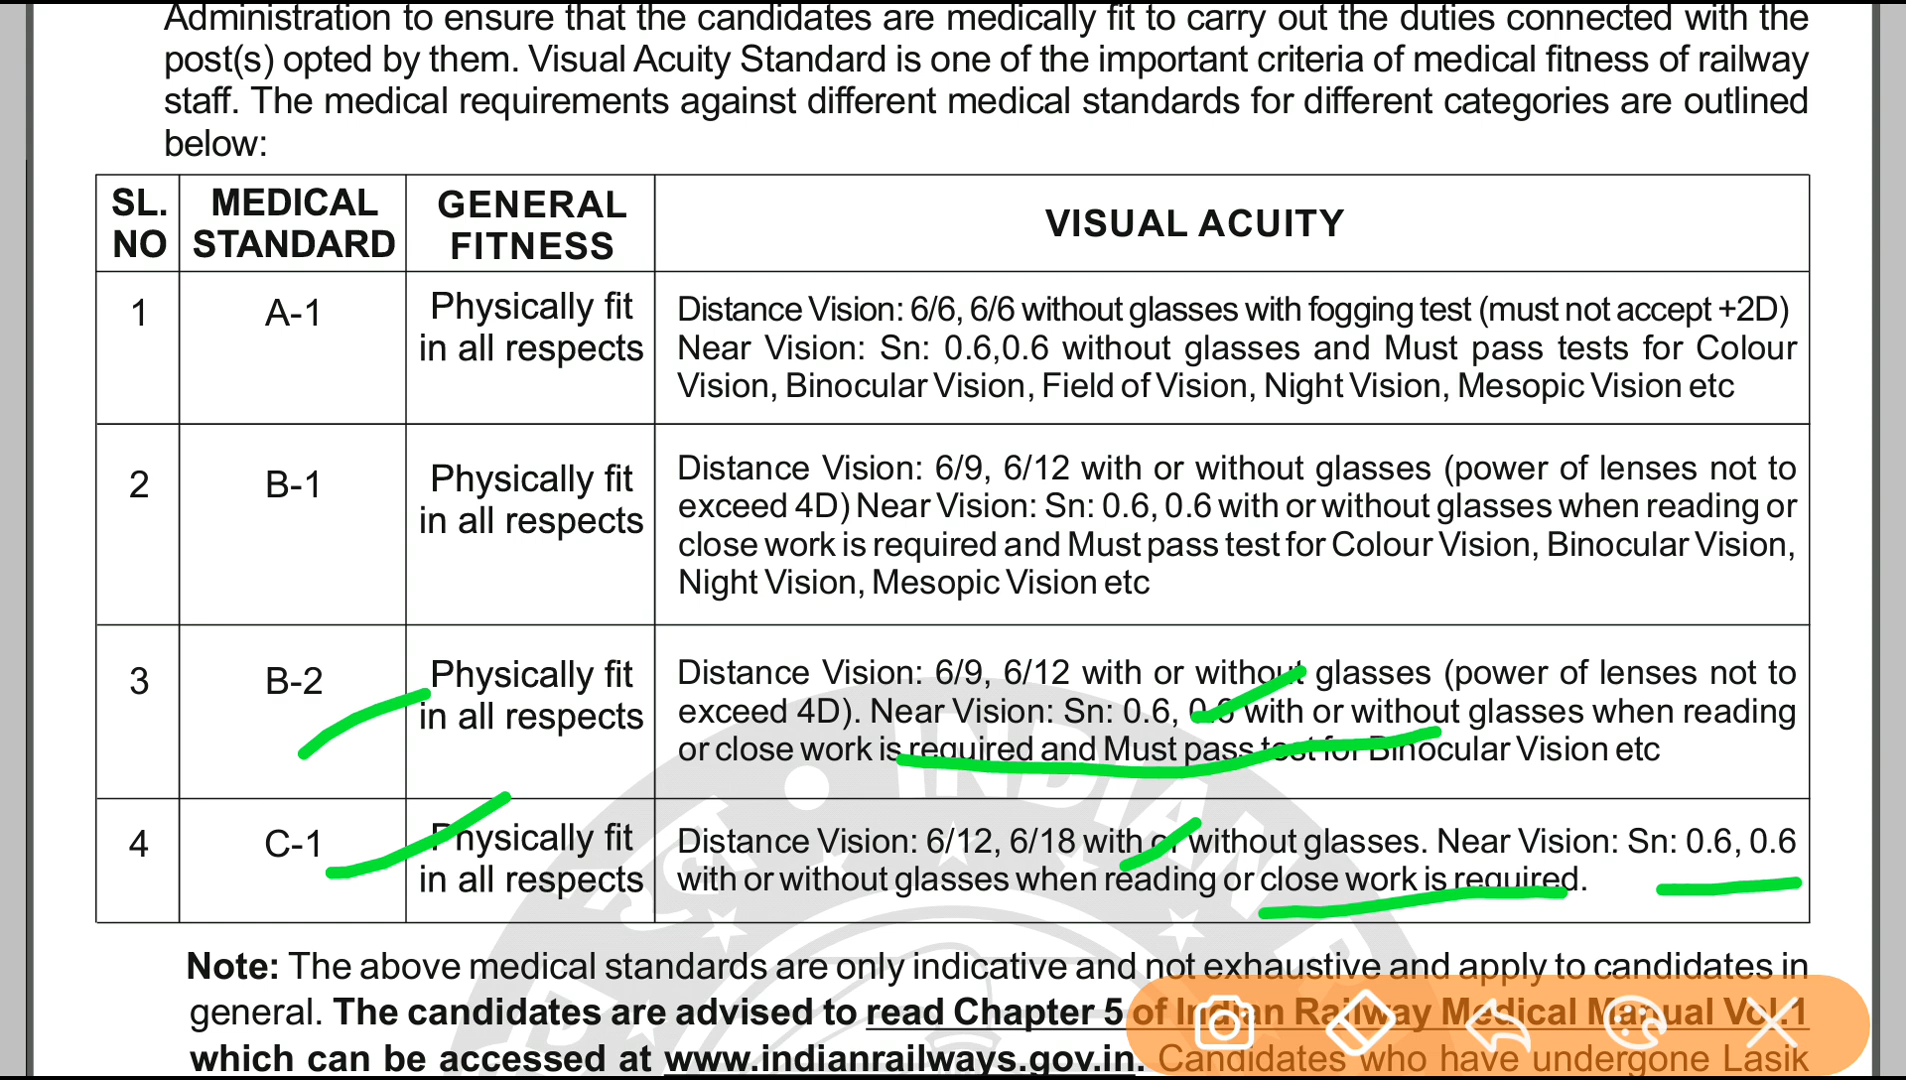 Administration to ensure that the candidates are medically fit to carry out the duties connected with the
post(s) opted by them. Visual Acuity Standard is one of the important criteria of medical fitness of railway
staff. The medical requirements against different medical standards for different categories are outlined
below:
SL. NO
MEDICAL STANDARD
GENERAL FITNESS
VISUAL ACUITY
1
A-1
Physically fit
in all respects
Distance Vision: 6/6, 6/6 without glasses with fogging test (must not accept +2D)
Near Vision: Sn: 0.6,0.6 without glasses and Must pass tests for Colour
Vision, Binocular Vision, Field of Vision, Night Vision, Mesopic Vision etc
2
B-1
Physically fit
in all respects
Distance Vision: 6/9, 6/12 with or without glasses (power of lenses not to
exceed 4D) Near Vision: Sn: 0.6, 0.6 with or without glasses when reading or
close work is required and Must pass test for Colour Vision, Binocular Vision,
Night Vision, Mesopic Vision etc
3
B-2
Physically fit
in all respects
Distance Vision: 6/9, 6/12 with or without glasses (power of lenses not to
exceed 4D). Near Vision: Sn: 0.6, 0.6 with or without glasses when reading
or close work is required and Must pass test for Binocular Vision etc
4
C-1
Physically fit
in all respects
Distance Vision: 6/12, 6/18 with or without glasses. Near Vision: Sn: 0.6, 0.6
with or without glasses when reading or close work is required.
Note: The above medical standards are only indicative and not exhaustive and apply to candidates in
general. The candidates are advised to read Chapter 5 of Indian Railway Medical Manual Vol.1
which can be accessed at www.indianrailways.gov.in. Candidates who have undergone Lasik